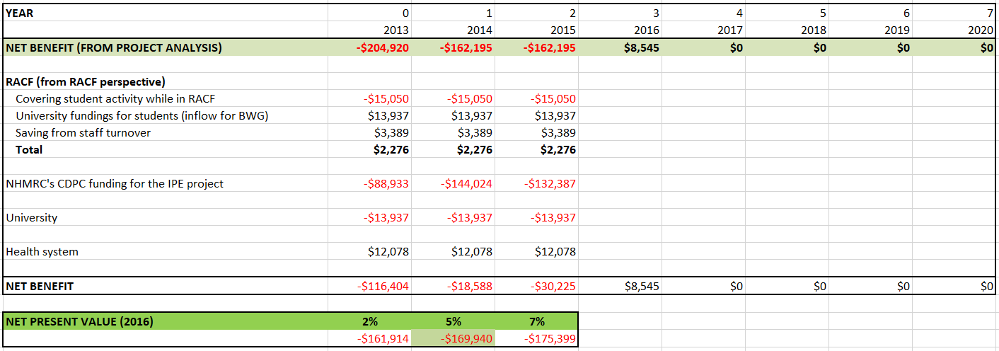 YEAR 0 1 2 3 4 5 6 7
2013 2014 2015 2016 2017 2018 2019 2020
NET BENEFIT (FROM PROJECT ANALYSIS) -$204,920 -$162,195 -$162,195 $8,545 $0 $0 $0 $0
RACF (from RACF perspective)
Covering student activity while in RACF -$15,050 -$15,050 -$15,050
University fundings for students (inflow for BWG) $13,937 $13,937 $13,937
Saving from staff turnover $3,389 $3,389 $3,389
Total $2,276 $2,276 $2,276
NHMRC's CDPC funding for the IPE project -$88,933 -$144,024 -$132,387
University -$13,937 -$13,937 -$13,937
Health system $12,078 $12,078 $12,078
NET BENEFIT -$116,404 -$18,588 -$30,225 $8,545 $0 $0 $0 $0
NET PRESENT VALUE (2016) 2% 5% 7%
-$161,914 -$169,940 -$175,399